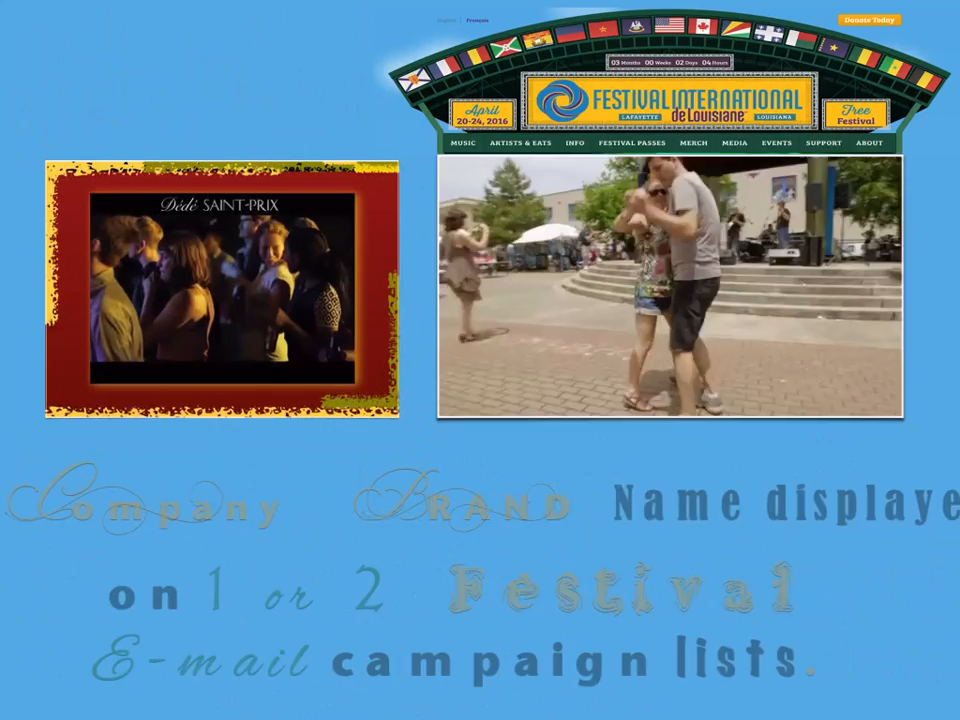 English | Français
Donate Today
03 Months 00 Weeks 02 Days 04 Hours
April
20-24, 2016
FESTIVAL INTERNATIONAL
de Louisiane
LAFAYETTE LOUISIANA
Free
Festival
MUSIC ARTISTS & EATS INFO FESTIVAL PASSES MERCH MEDIA EVENTS SUPPORT ABOUT
Dédé SAINT-PRIX
Company BRAND Name displaye
on 1 or 2 Festival
E-mail campaign lists.